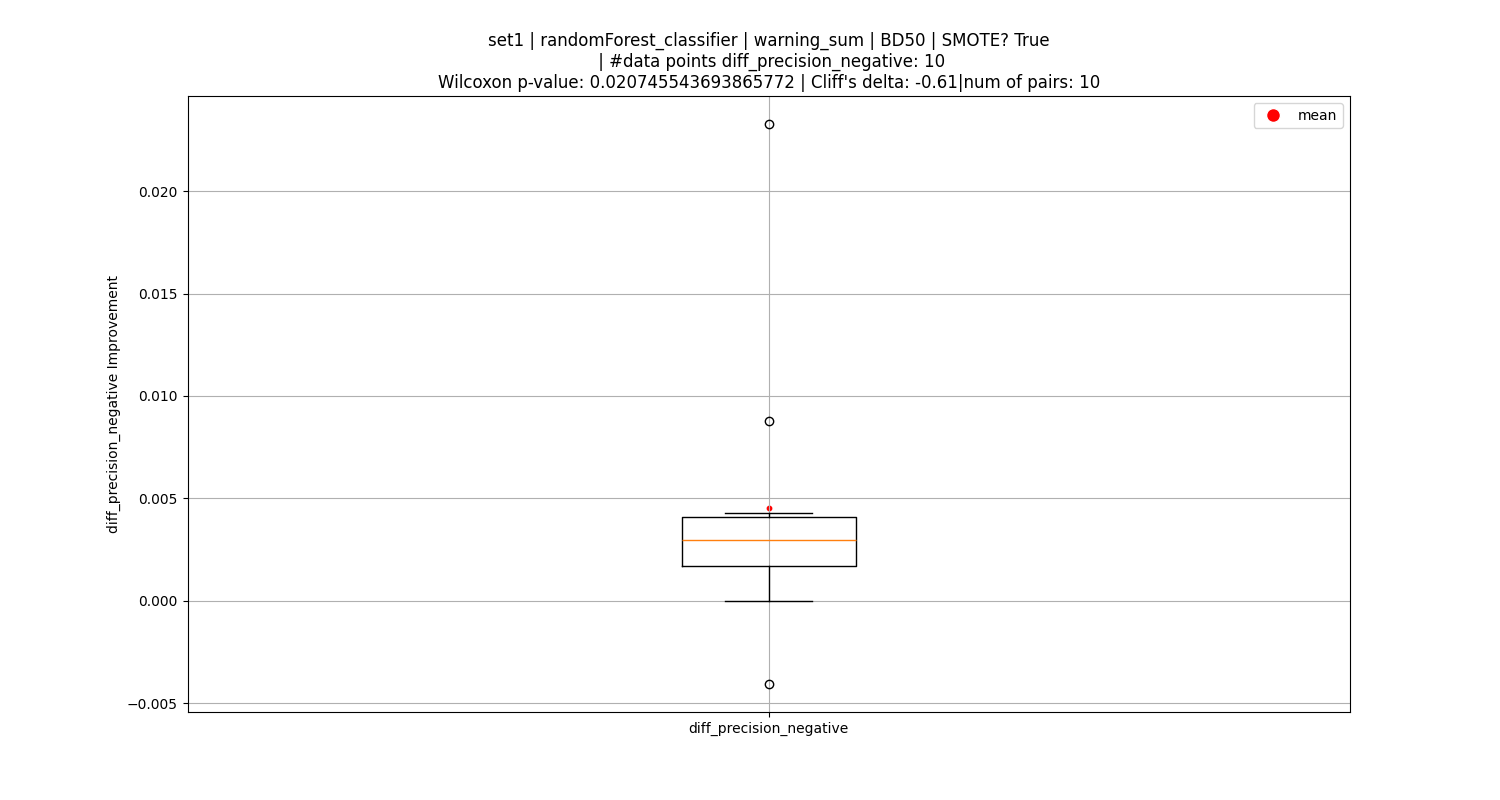 set1 | randomForest_classifier | warning_sum | BD50 | SMOTE? True
| #data points diff_precision_negative: 10
Wilcoxon p-value: 0.020745543693865772 | Cliff's delta: -0.61|num of pairs: 10
mean
0.020
0.015
0.010
0.005
0.000
−0.005
diff_precision_negative Improvement
diff_precision_negative